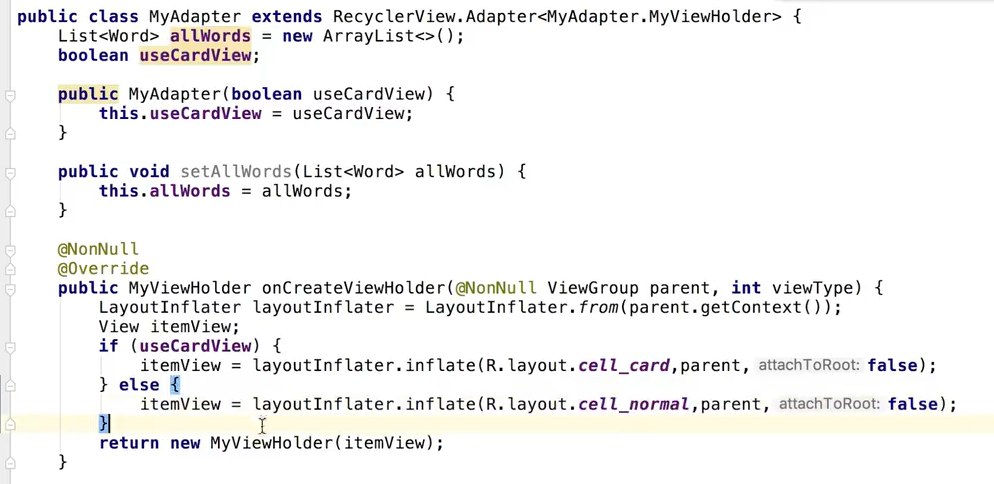 public class MyAdapter extends RecyclerView.Adapter<MyAdapter.MyViewHolder> {
    List<Word> allWords = new ArrayList<>();
    boolean useCardView;

    public MyAdapter(boolean useCardView) {
        this.useCardView = useCardView;
    }

    public void setAllWords(List<Word> allWords) {
        this.allWords = allWords;
    }

    @NonNull
    @Override
    public MyViewHolder onCreateViewHolder(@NonNull ViewGroup parent, int viewType) {
        LayoutInflater layoutInflater = LayoutInflater.from(parent.getContext());
        View itemView;
        if (useCardView) {
            itemView = layoutInflater.inflate(R.layout.cell_card,parent, attachToRoot: false);
        } else {
            itemView = layoutInflater.inflate(R.layout.cell_normal,parent, attachToRoot: false);
        }
        return new MyViewHolder(itemView);
    }